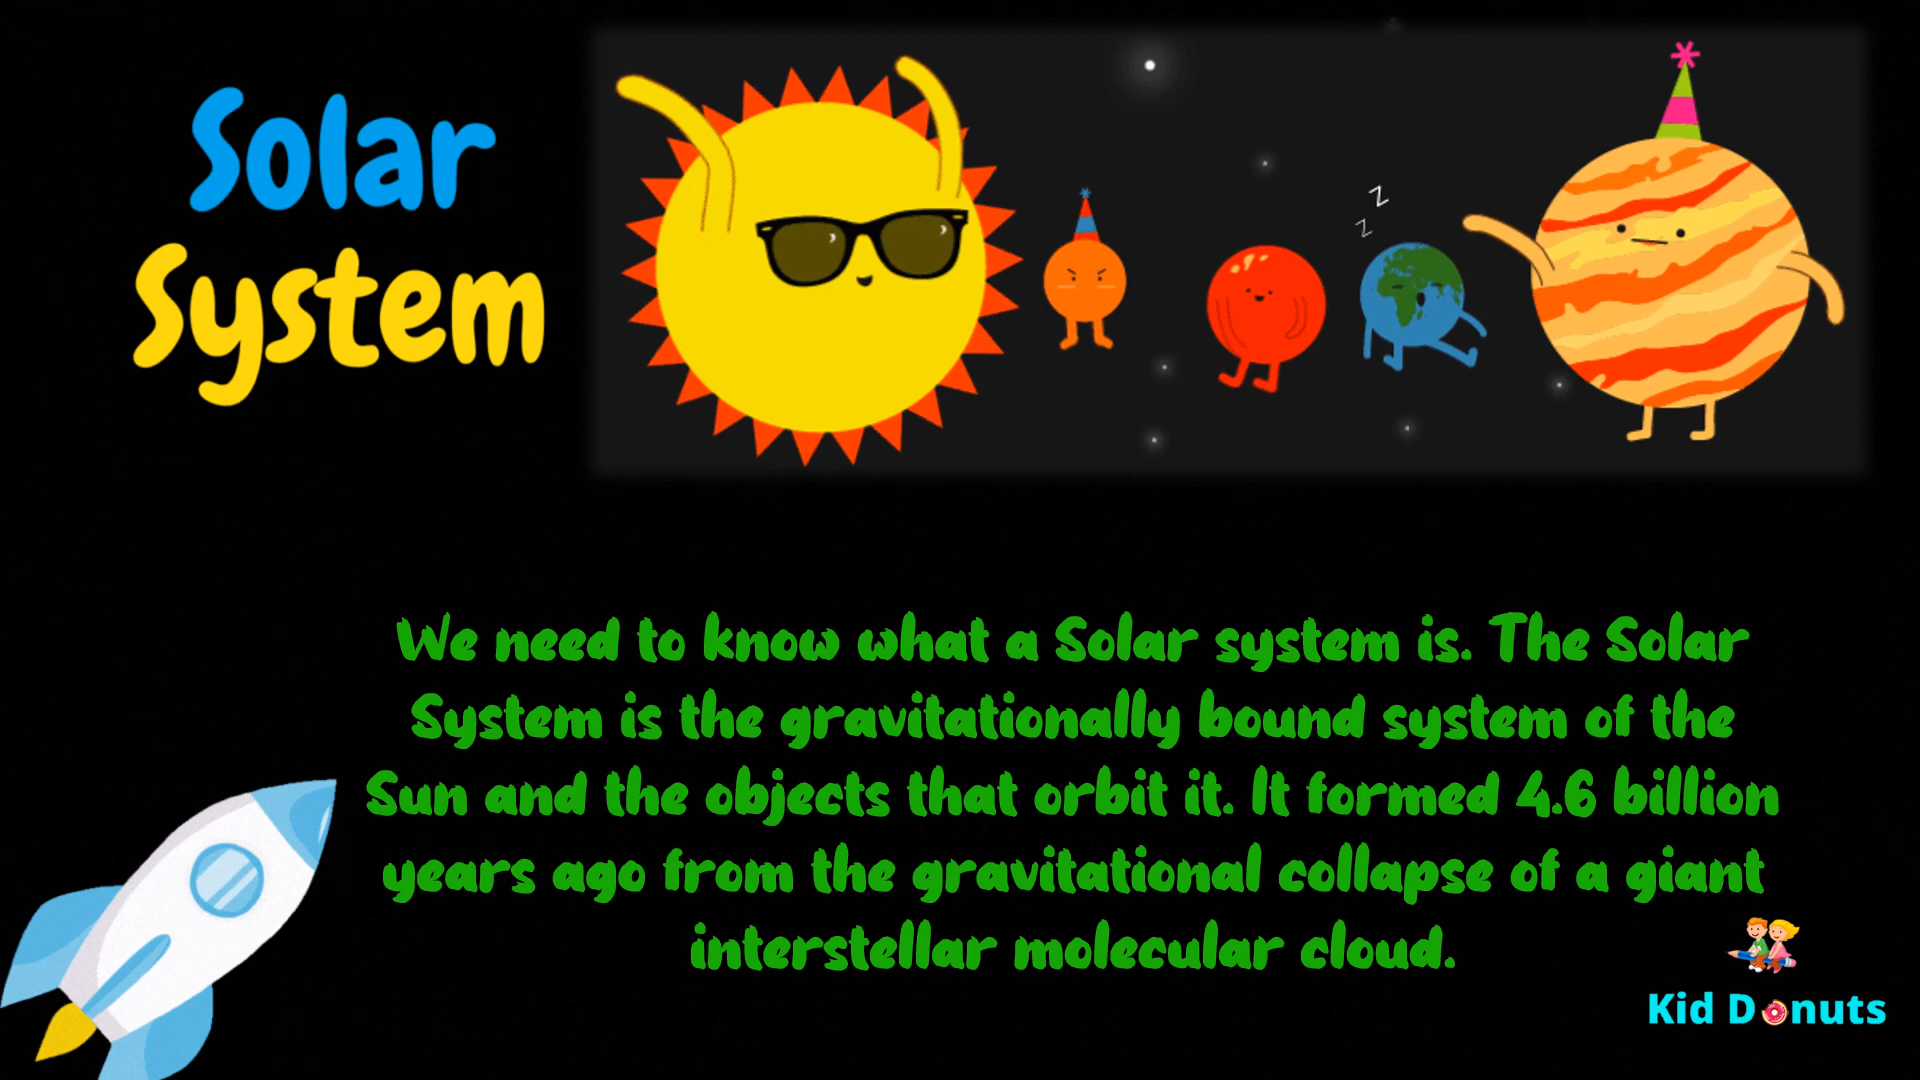 Solar
System
z
z
We need to know what a Solar system is. The Solar
System is the gravitationally bound system of the
Sun and the objects that orbit it. It formed 4.6 billion
years ago from the gravitational collapse of a giant
interstellar molecular cloud.
Kid Donuts